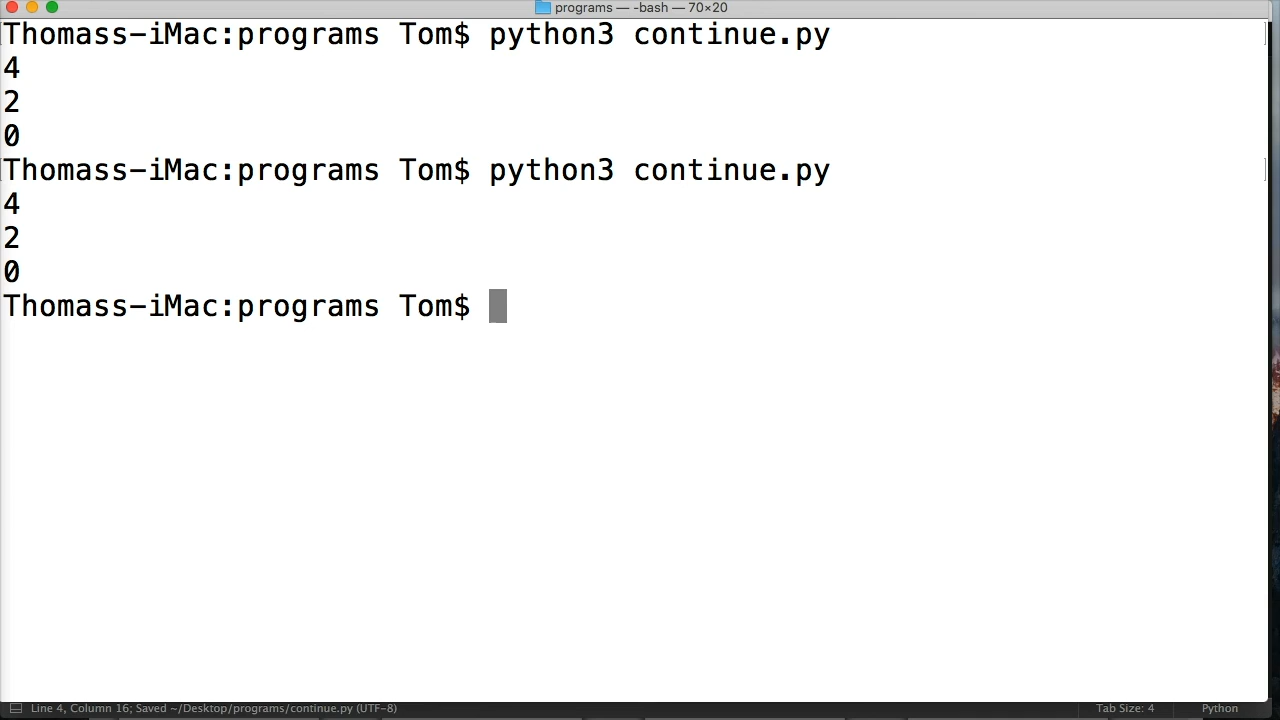 programs — -bash — 70×20
Thomass-iMac:programs Tom$ python3 continue.py
4
2
0
Thomass-iMac:programs Tom$ python3 continue.py
4
2
0
Thomass-iMac:programs Tom$
Line 4, Column 16; Saved ~/Desktop/programs/continue.py (UTF-8) Tab Size: 4 Python